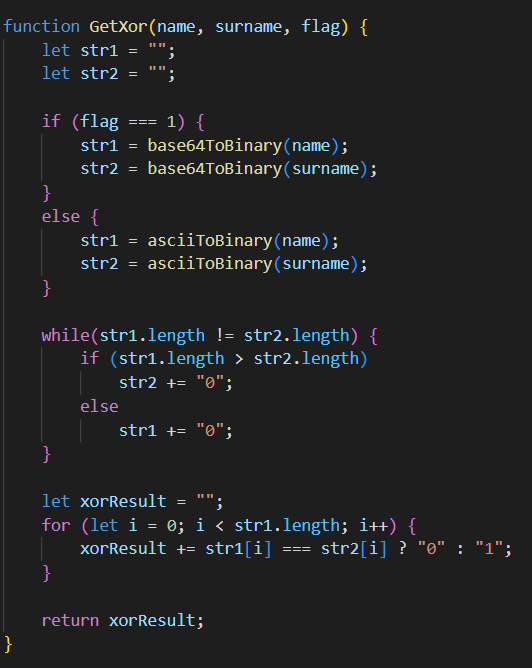 function GetXor(name, surname, flag) {
    let str1 = "";
    let str2 = "";

    if (flag === 1) {
        str1 = base64ToBinary(name);
        str2 = base64ToBinary(surname);
    }
    else {
        str1 = asciiToBinary(name);
        str2 = asciiToBinary(surname);
    }

    while(str1.length != str2.length) {
        if (str1.length > str2.length)
            str2 += "0";
        else
            str1 += "0";
    }

    let xorResult = "";
    for (let i = 0; i < str1.length; i++) {
        xorResult += str1[i] === str2[i] ? "0" : "1";
    }

    return xorResult;
}